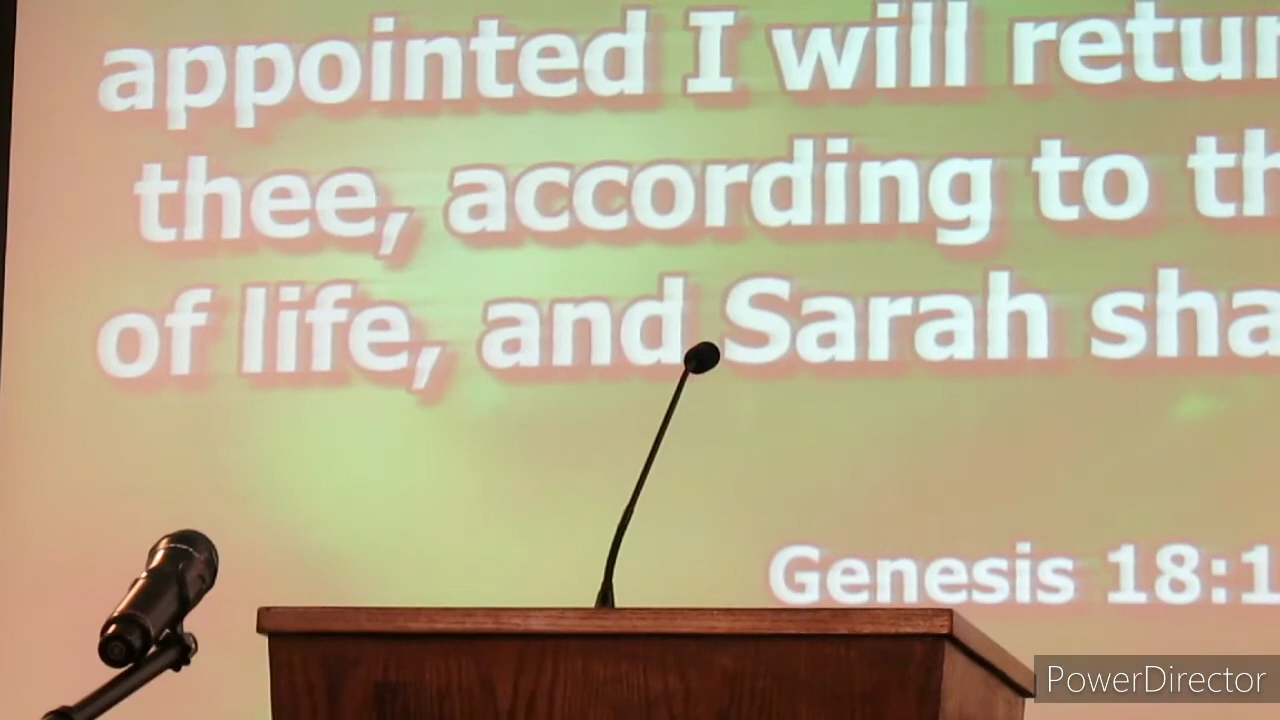 appointed I will retur
thee, according to th
of life, and Sarah sha
Genesis 18:1
PowerDirector